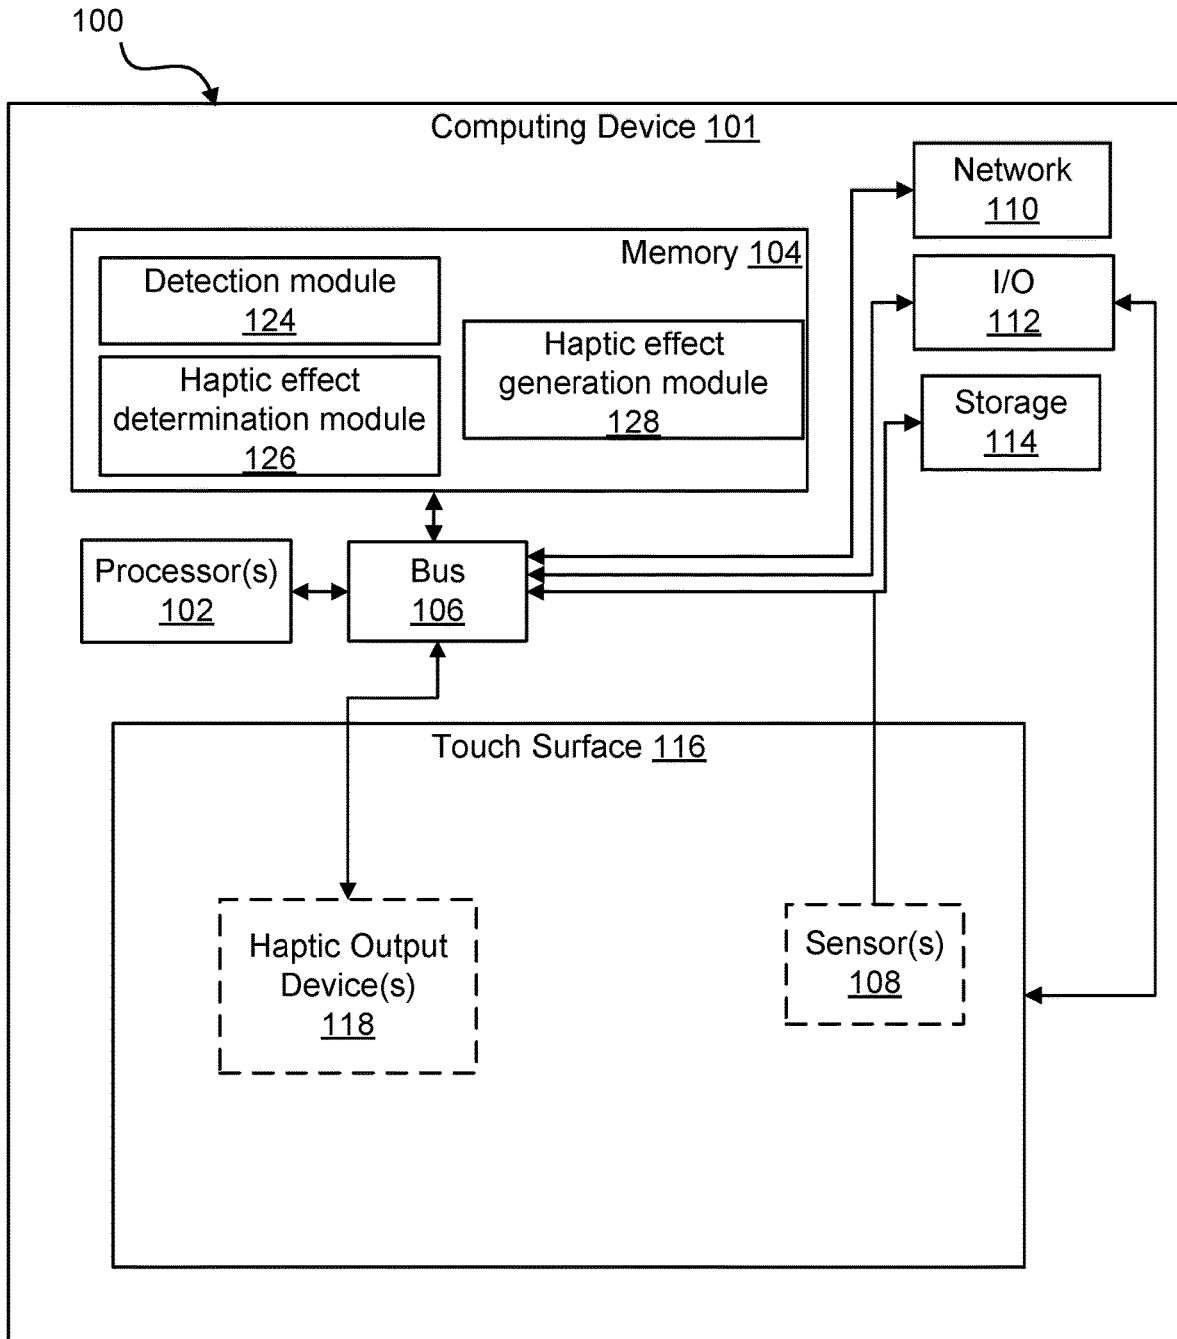 100
Computing Device 101
Network
110
Memory 104
I/O
112
Detection module
124
Haptic effect
generation module
128
Haptic effect
determination module
126
Storage
114
Processor(s)
102
Bus
106
Touch Surface 116
Haptic Output
Device(s)
118
Sensor(s)
108